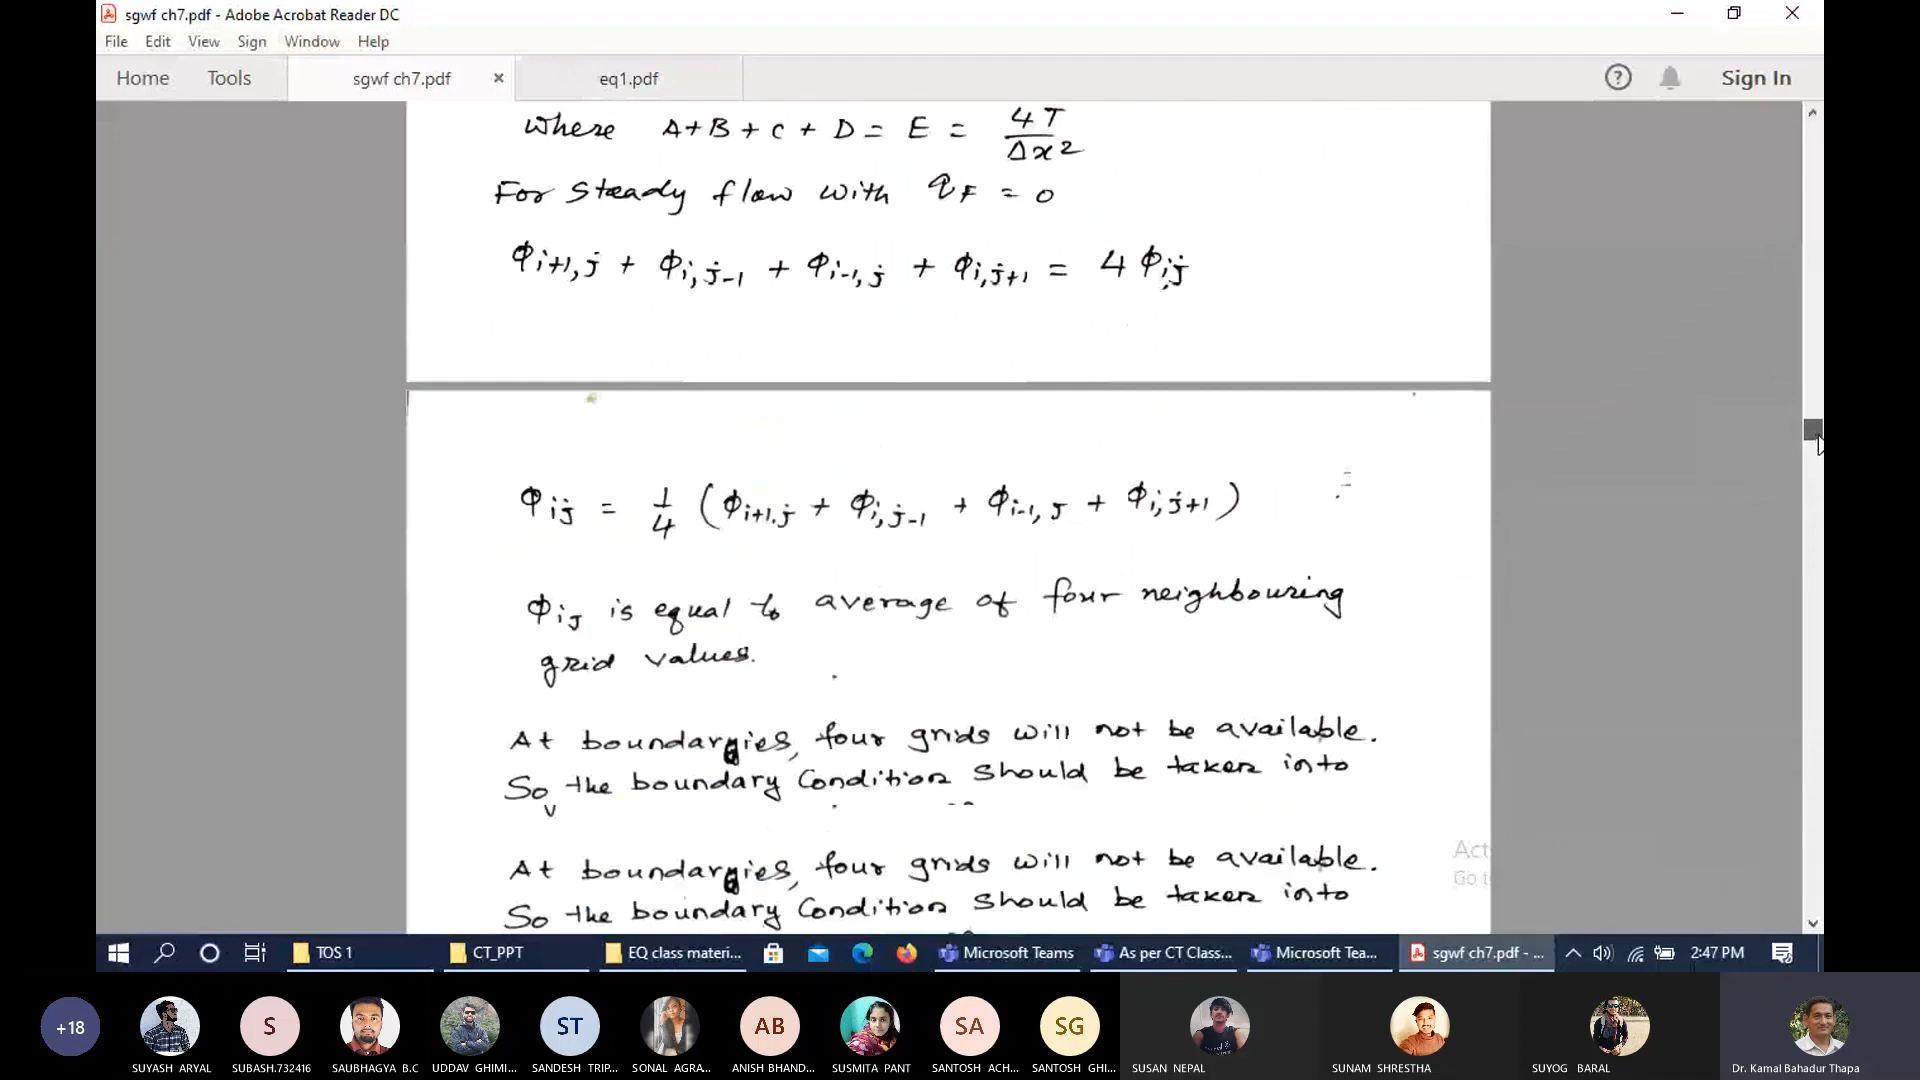 sgwf ch7.pdf - Adobe Acrobat Reader DC
File Edit View Sign Window Help
Home Tools sgwf ch7.pdf × eq1.pdf Sign In
Where A+B+C+D = E = 4T/Δx²
For Steady flow with q_F = 0
Φi+1,j + Φi,j-1 + Φi-1,j + Φi,j+1 = 4 Φi,j
Φij = 1/4 (Φi+1,j + Φi,j-1 + Φi-1,j + Φi,j+1)
Φij is equal to average of four neighbouring
grid values.
At boundaries, four grids will not be available.
So, the boundary Condition should be taken into
At boundaries, four grids will not be available.
So the boundary Condition should be taken into
Act
Go t
TOS 1 CT_PPT EQ class materi... Microsoft Teams As per CT Class... Microsoft Tea... sgwf ch7.pdf - ... 2:47 PM
+18 S ST AB SA SG
SUYASH ARYAL SUBASH.732416 SAUBHAGYA B.C UDDAV GHIMI... SANDESH TRIP... SONAL AGRA... ANISH BHAND... SUSMITA PANT SANTOSH ACH... SANTOSH GHI... SUSAN NEPAL SUNAM SHRESTHA SUYOG BARAL Dr. Kamal Bahadur Thapa